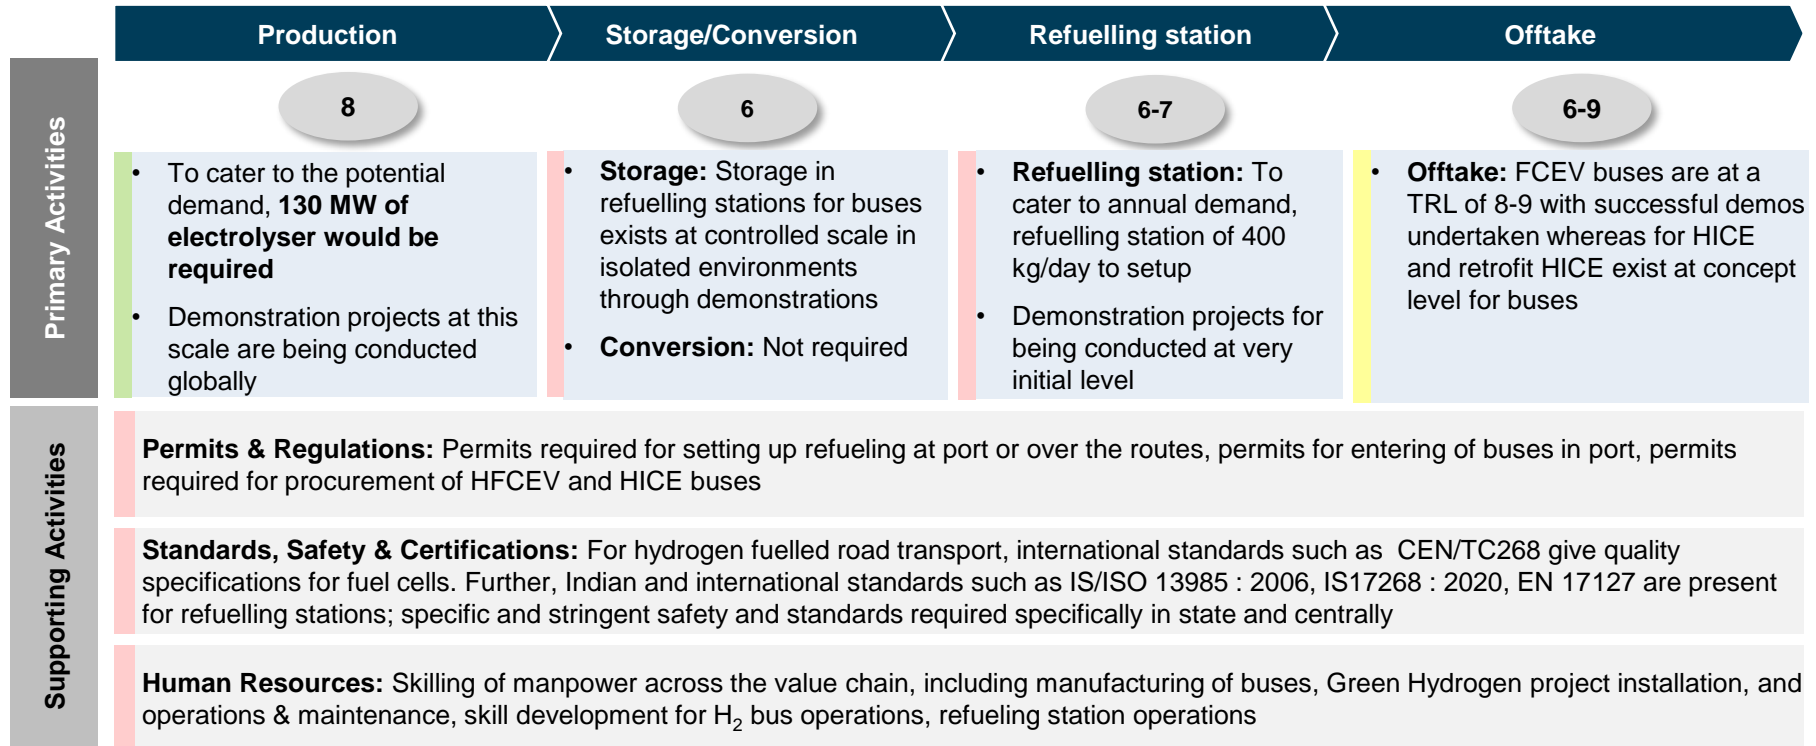 Production
Storage/Conversion
Refuelling station
Offtake
Primary Activities
8
6
6-7
6-9
• To cater to the potential
demand, 130 MW of
electrolyser would be
required
• Demonstration projects at this
scale are being conducted
globally
• Storage: Storage in
refuelling stations for buses
exists at controlled scale in
isolated environments
through demonstrations
• Conversion: Not required
• Refuelling station: To
cater to annual demand,
refuelling station of 400
kg/day to setup
• Demonstration projects for
being conducted at very
initial level
• Offtake: FCEV buses are at a
TRL of 8-9 with successful demos
undertaken whereas for HICE
and retrofit HICE exist at concept
level for buses
Supporting Activities
Permits & Regulations: Permits required for setting up refueling at port or over the routes, permits for entering of buses in port, permits
required for procurement of HFCEV and HICE buses
Standards, Safety & Certifications: For hydrogen fuelled road transport, international standards such as CEN/TC268 give quality
specifications for fuel cells. Further, Indian and international standards such as IS/ISO 13985 : 2006, IS17268 : 2020, EN 17127 are present
for refuelling stations; specific and stringent safety and standards required specifically in state and centrally
Human Resources: Skilling of manpower across the value chain, including manufacturing of buses, Green Hydrogen project installation, and
operations & maintenance, skill development for H₂ bus operations, refueling station operations